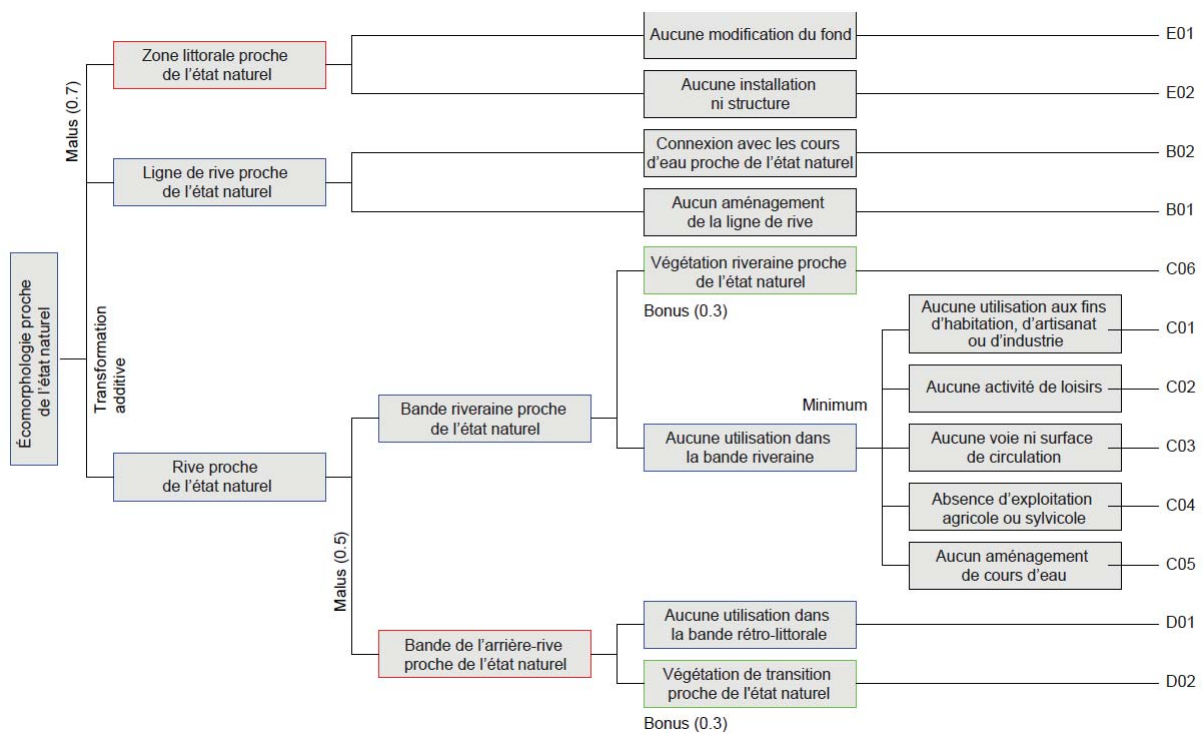 Aucune modification du fond
E01
Zone littorale proche
de l'état naturel
Aucune installation
ni structure
E02
Malus (0.7)
Connexion avec les cours
d'eau proche de l'état naturel
B02
Ligne de rive proche
de l'état naturel
Aucun aménagement
de la ligne de rive
B01
Végétation riveraine proche
de l'état naturel
C06
Bonus (0.3)
Écomorphologie proche
de l'état naturel
Transformation
additive
Aucune utilisation aux fins
d'habitation, d'artisanat
ou d'industrie
C01
Aucune activité de loisirs
C02
Minimum
Bande riveraine proche
de l'état naturel
Aucune utilisation dans
la bande riveraine
Aucune voie ni surface
de circulation
C03
Rive proche
de l'état naturel
Absence d'exploitation
agricole ou sylvicole
C04
Aucun aménagement
de cours d'eau
C05
Malus (0.5)
Aucune utilisation dans
la bande rétro-littorale
D01
Bande de l'arrière-rive
proche de l'état naturel
Végétation de transition
proche de l'état naturel
D02
Bonus (0.3)